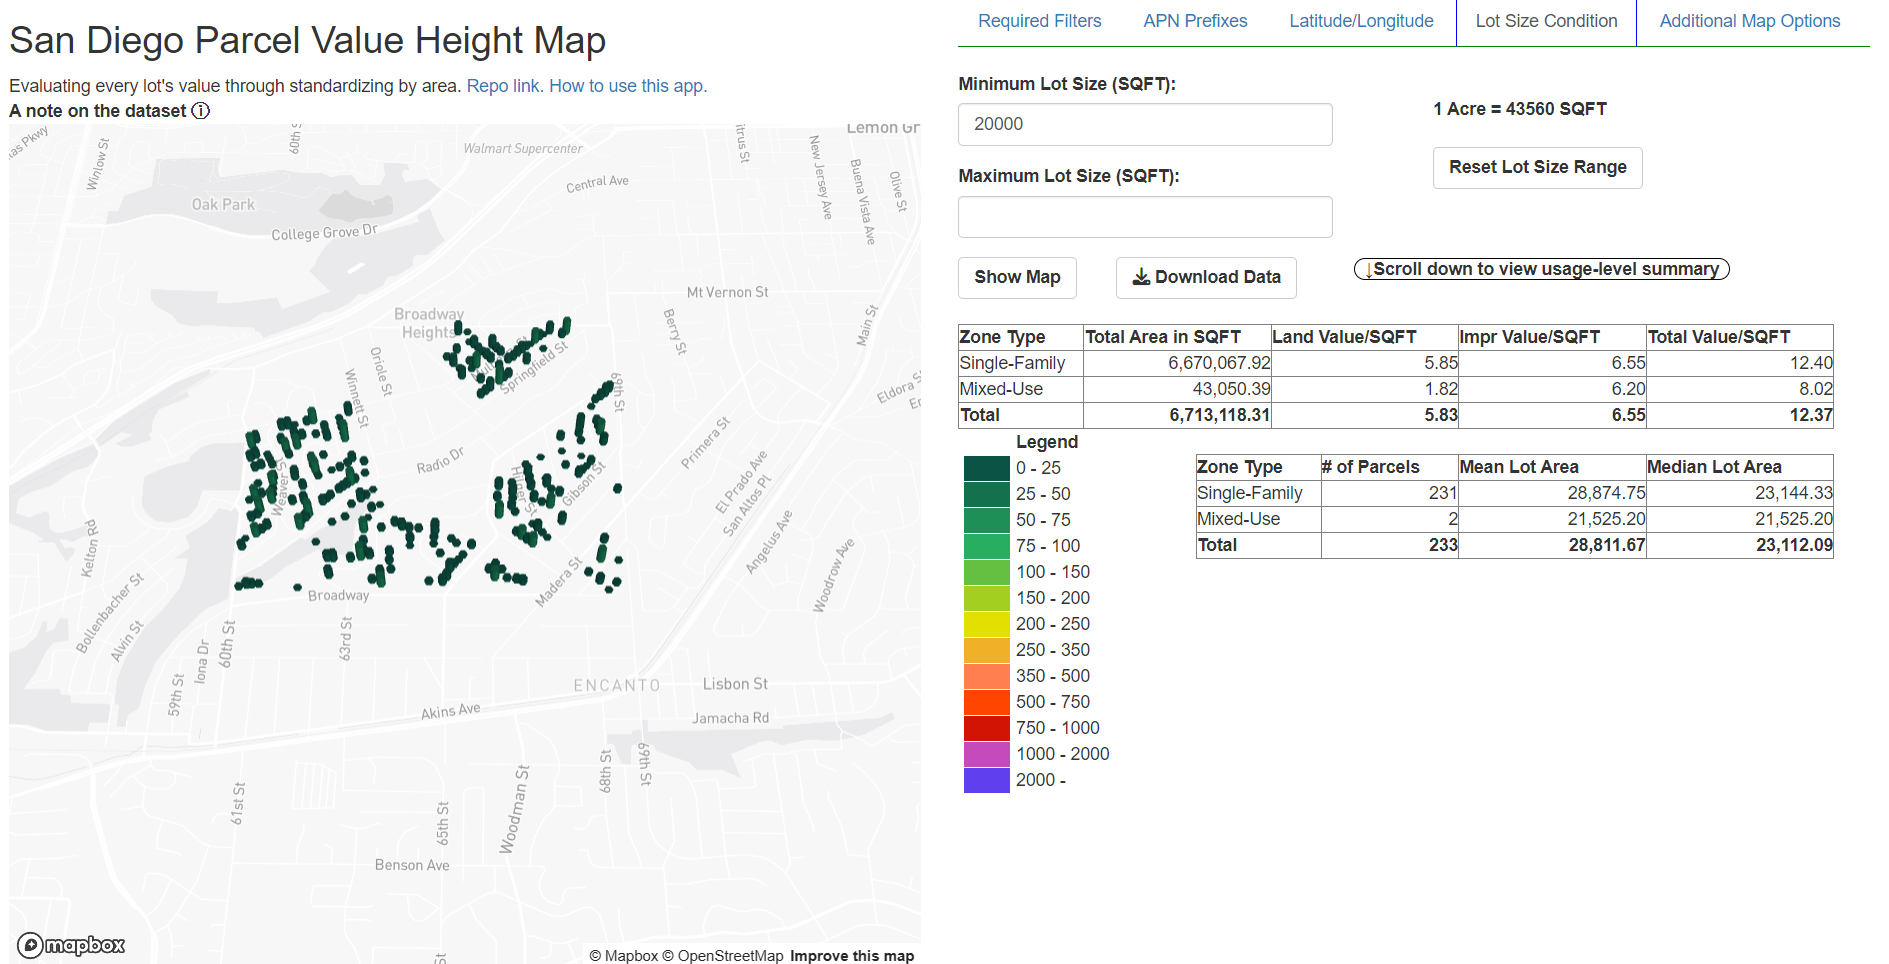 San Diego Parcel Value Height Map
Evaluating every lot's value through standardizing by area. Repo link. How to use this app.
A note on the dataset
Required Filters
APN Prefixes
Latitude/Longitude
Lot Size Condition
Additional Map Options
Minimum Lot Size (SQFT):
20000
1 Acre = 43560 SQFT
Reset Lot Size Range
Maximum Lot Size (SQFT):
Show Map
Download Data
↓Scroll down to view usage-level summary
Zone Type Total Area in SQFT Land Value/SQFT Impr Value/SQFT Total Value/SQFT
Single-Family 6,670,067.92 5.85 6.55 12.40
Mixed-Use 43,050.39 1.82 6.20 8.02
Total 6,713,118.31 5.83 6.55 12.37
Legend
0 - 25
25 - 50
50 - 75
75 - 100
100 - 150
150 - 200
200 - 250
250 - 350
350 - 500
500 - 750
750 - 1000
1000 - 2000
2000 -
Zone Type # of Parcels Mean Lot Area Median Lot Area
Single-Family 231 28,874.75 23,144.33
Mixed-Use 2 21,525.20 21,525.20
Total 233 28,811.67 23,112.09
Pkwy
Winlow St
60th S
Walmart Supercenter
Lemon Gr
itrus St
New Jersey Ave
Buena Vista Ave
Olive St
Central Ave
Oak Park
College Grove Dr
Mt Vernon St
Broadway
Heights
Berry St
Main St
Oriole St
Springfield St
Winnett St
69th St
Eldora S
Er
Primera St
Radio Dr
Weaver St
Hilger St
Gibson St
El Prado Ave
San Altos Pl
Angelus Ave
Kelton Rd
Woodrow Ave
Madera St
Bollenbacher St
Broadway
Alvin St
60th St
63rd St
Iona Dr
59th St
ENCANTO
Lisbon St
Akins Ave
Jamacha Rd
68th St
69th St
61st St
65th St
Woodman St
Benson Ave
St
mapbox
© Mapbox © OpenStreetMap Improve this map